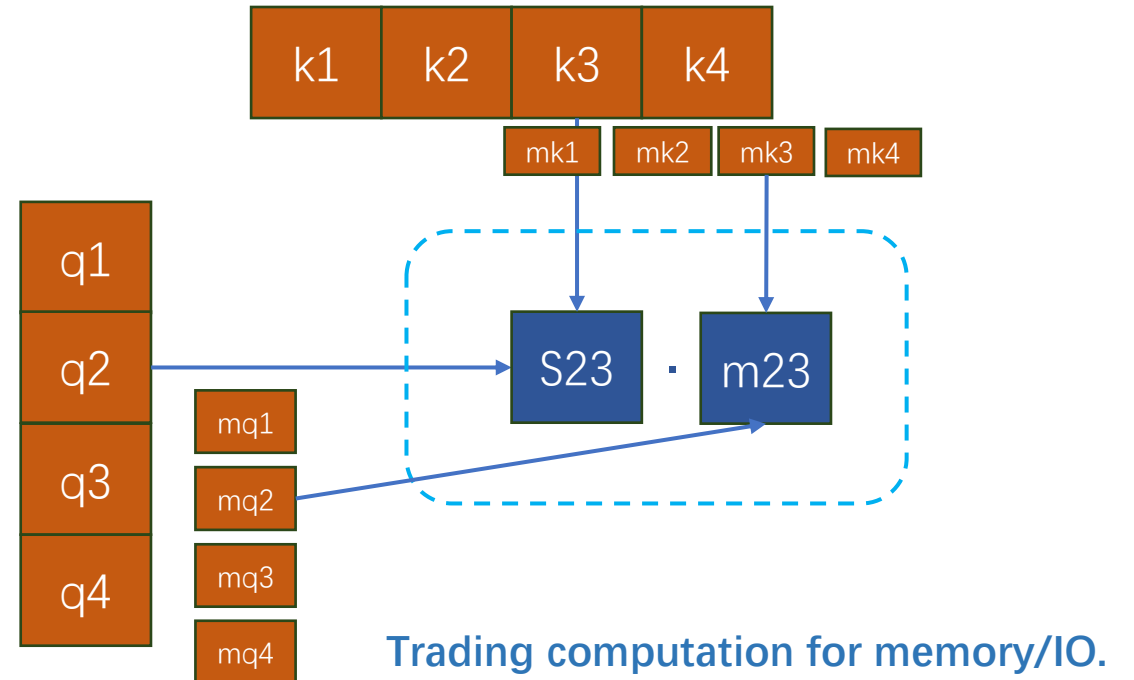 k1 k2 k3 k4
mk1 mk2 mk3 mk4
q1
q2
q3
q4
S23 · m23
mq1
mq2
mq3
mq4
Trading computation for memory/IO.